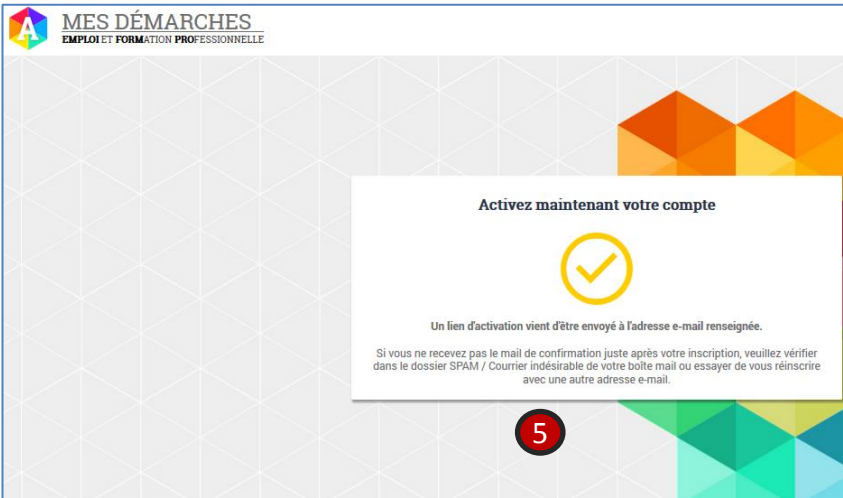 A
MES DÉMARCHES
EMPLOI ET FORMATION PROFESSIONNELLE
Activez maintenant votre compte
Un lien d'activation vient d'être envoyé à l'adresse e-mail renseignée.
Si vous ne recevez pas le mail de confirmation juste après votre inscription, veuillez vérifier
dans le dossier SPAM / Courrier indésirable de votre boîte mail ou essayer de vous réinscrire
avec une autre adresse e-mail.
5